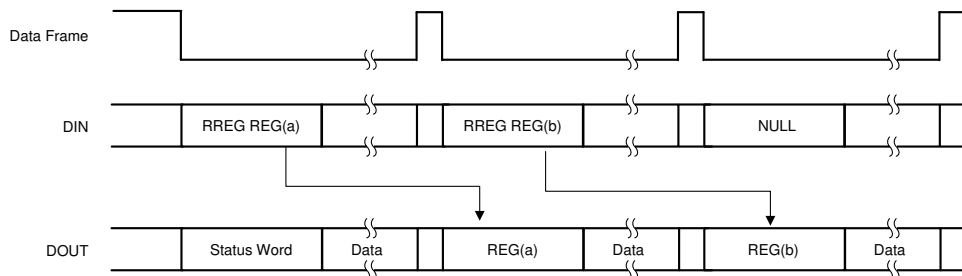 Data Frame
DIN RREG REG(a) RREG REG(b) NULL
DOUT Status Word Data REG(a) Data REG(b) Data